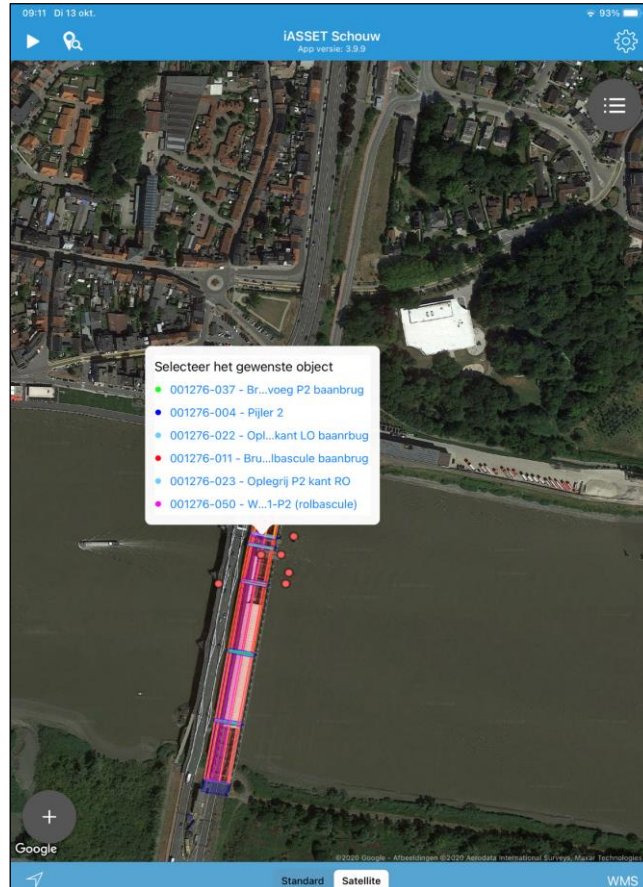 09:11 Di 13 okt.
93%
iASSET Schouw
App versie: 3.9.9
Selecteer het gewenste object
001276-037 - Br...voeg P2 baanbrug
001276-004 - Pijler 2
001276-022 - Opl...kant LO baanrbug
001276-011 - Bru...lbascule baanbrug
001276-023 - Oplegrij P2 kant RO
001276-050 - W...1-P2 (rolbascule)
+
Google
©2020 Google - Afbeeldingen ©2020 Aerodata International Surveys, Maxar Technologies
Standard
Satellite
WMS